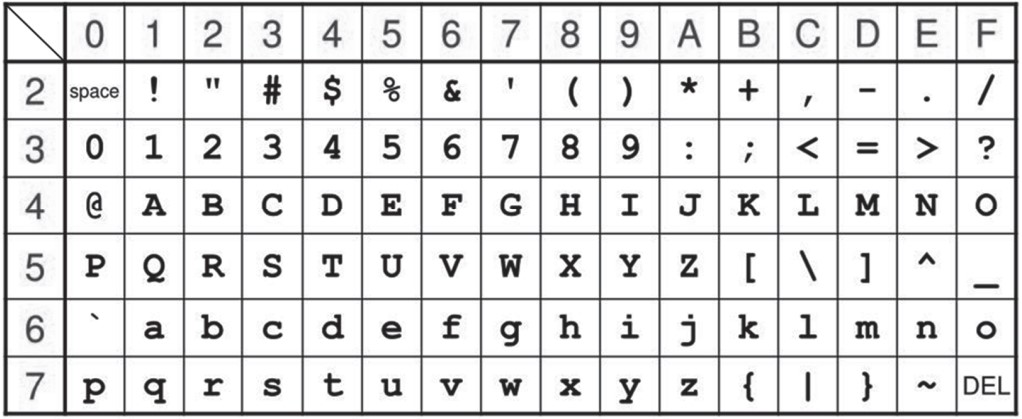 0 1 2 3 4 5 6 7 8 9 A B C D E F
2 space ! " # $ % & ' ( ) * + , - . /
3 0 1 2 3 4 5 6 7 8 9 : ; < = > ?
4 @ A B C D E F G H I J K L M N O
5 P Q R S T U V W X Y Z [ \ ] ^ _
6 ` a b c d e f g h i j k l m n o
7 p q r s t u v w x y z { | } ~ DEL